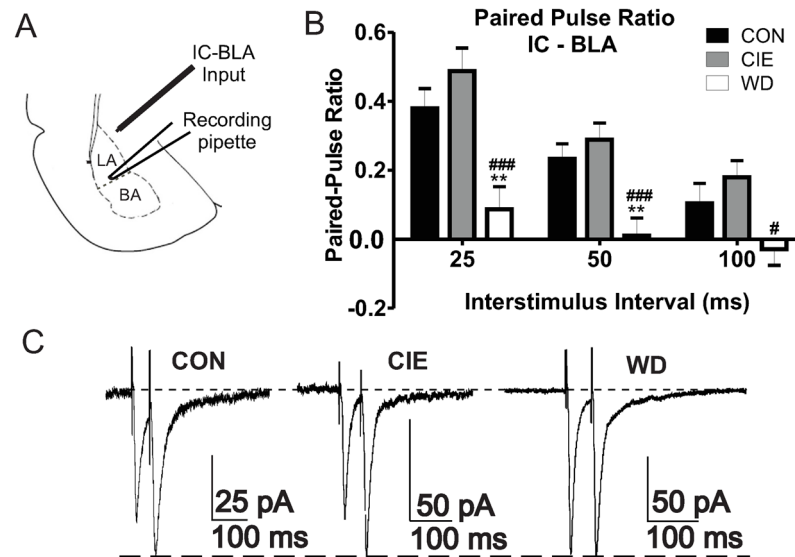 A
IC-BLA
Input
Recording
pipette
LA
BA
B
Paired Pulse Ratio
IC - BLA
CON
CIE
WD
Paired-Pulse Ratio
0.6
0.4
0.2
0.0
-0.2
###
**
###
**
#
25
50
100
Interstimulus Interval (ms)
C
CON
CIE
WD
25 pA
100 ms
50 pA
100 ms
50 pA
100 ms